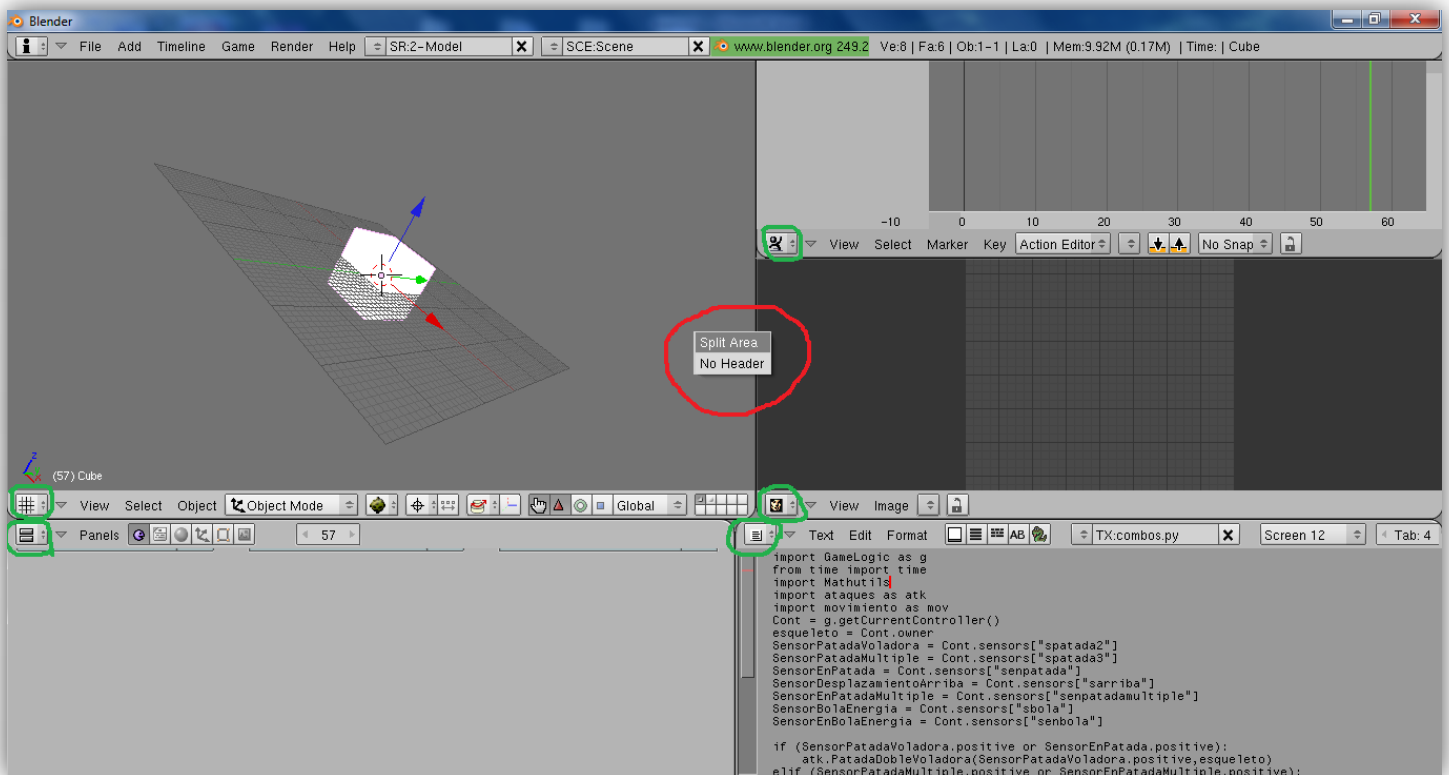 Blender
File Add Timeline Game Render Help SR:2-Model SCE:Scene www.blender.org 249.2 Ve:8 | Fa:6 | Ob:1-1 | La:0 | Mem:9.92M (0.17M) | Time: | Cube
-10 0 10 20 30 40 50 60
View Select Marker Key Action Editor No Snap
Split Area
No Header
z
(57) Cube
View Select Object Object Mode Global
View Image
Panels 57
Text Edit Format AB TX:combos.py Screen 12 Tab: 4
import GameLogic as g
from time import time
import Mathutils
import ataques as atk
import movimiento as mov
Cont = g.getCurrentController()
esqueleto = Cont.owner
SensorPatadaVoladora = Cont.sensors["spatada2"]
SensorPatadaMultiple = Cont.sensors["spatada3"]
SensorEnPatada = Cont.sensors["senpatada"]
SensorDesplazamientoArriba = Cont.sensors["sarriba"]
SensorEnPatadaMultiple = Cont.sensors["senpatadamultiple"]
SensorBolaEnergia = Cont.sensors["sbola"]
SensorEnBolaEnergia = Cont.sensors["senbola"]
if (SensorPatadaVoladora.positive or SensorEnPatada.positive):
atk.PatadaDobleVoladora(SensorPatadaVoladora.positive,esqueleto)
elif (SensorPatadaMultiple.positive or SensorEnPatadaMultiple.positive):